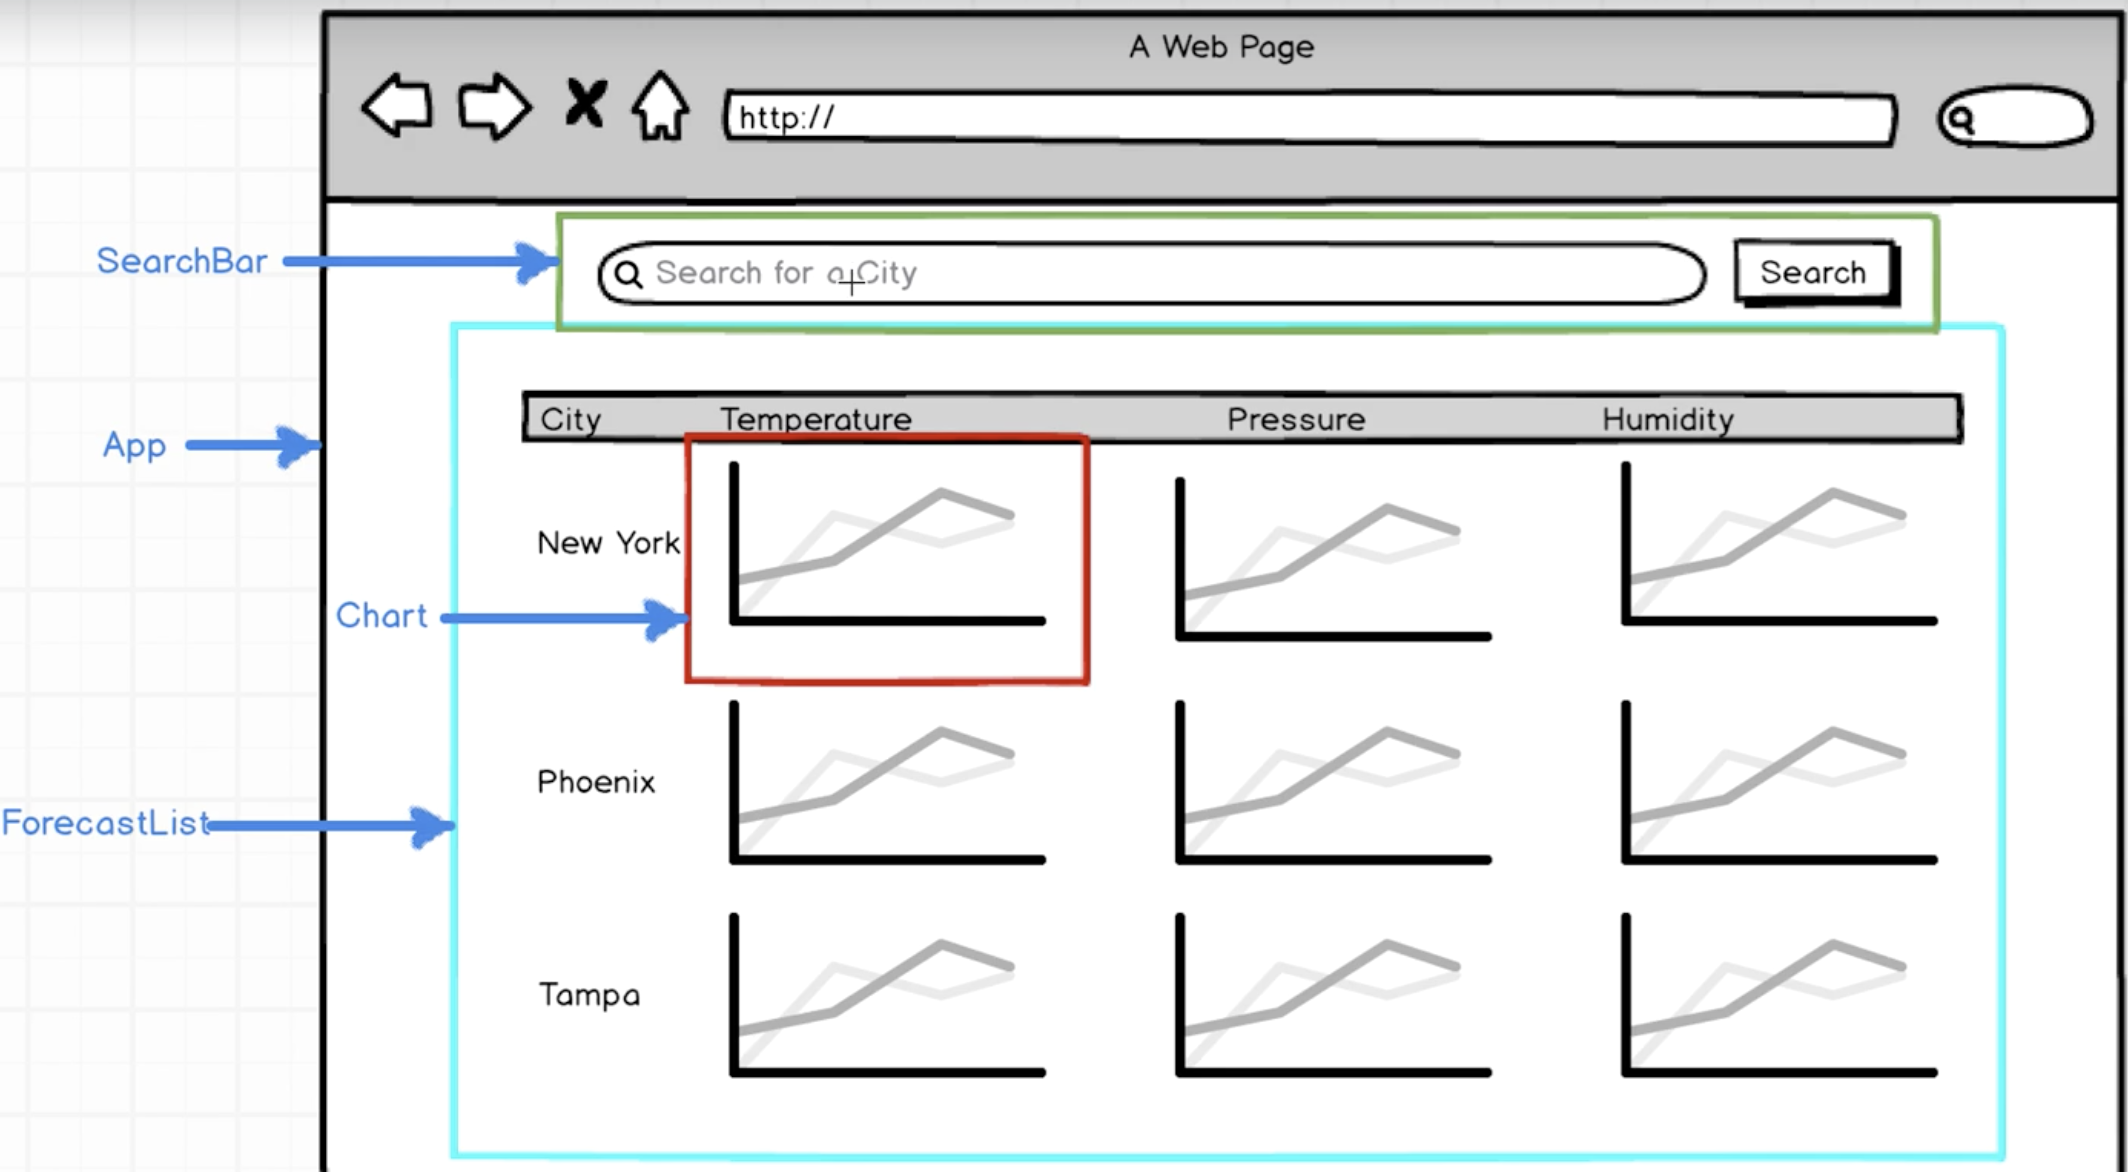 A Web Page
http://
SearchBar
Search for a City
Search
City Temperature Pressure Humidity
App
New York
Chart
Phoenix
ForecastList
Tampa